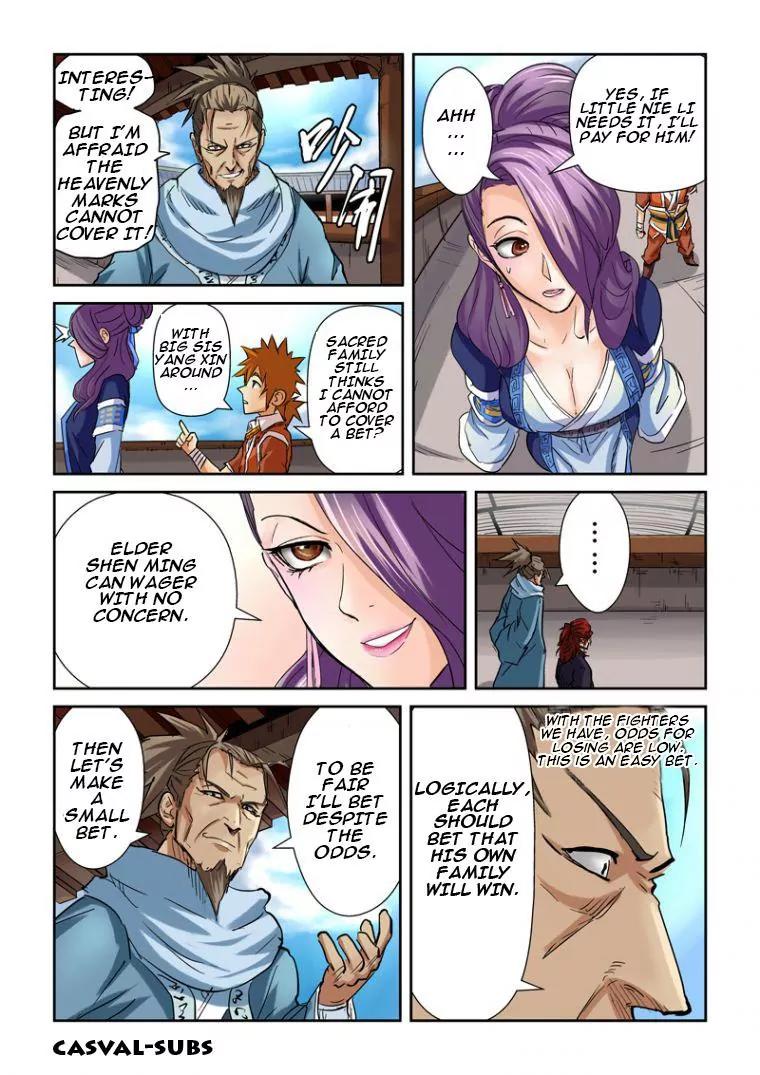 INTERES-
TING!
BUT I'M
AFFRAID
THE
HEAVENLY
MARKS
CANNOT
COVER IT!
吵
闹
WITH
BIG SIS
YANG XIN
AROUND
...
SACRED
FAMILY
STILL
THINKS
I CANNOT
AFFORD
TO COVER
A BET?
AHH
...
...
YES, IF
LITTLE NIE LI
NEEDS IT, I'LL
PAY FOR HIM!
ELDER
SHEN MING
CAN WAGER
WITH NO
CONCERN.
......
THEN
LET'S
MAKE
A
SMALL
BET.
TO BE
FAIR
I'LL BET
DESPITE
THE
ODDS.
WITH THE FIGHTERS
WE HAVE, ODDS FOR
LOSING ARE LOW.
THIS IS AN EASY BET.
LOGICALLY,
EACH
SHOULD
BET THAT
HIS OWN
FAMILY
WILL WIN.
CASVAL-SUBS